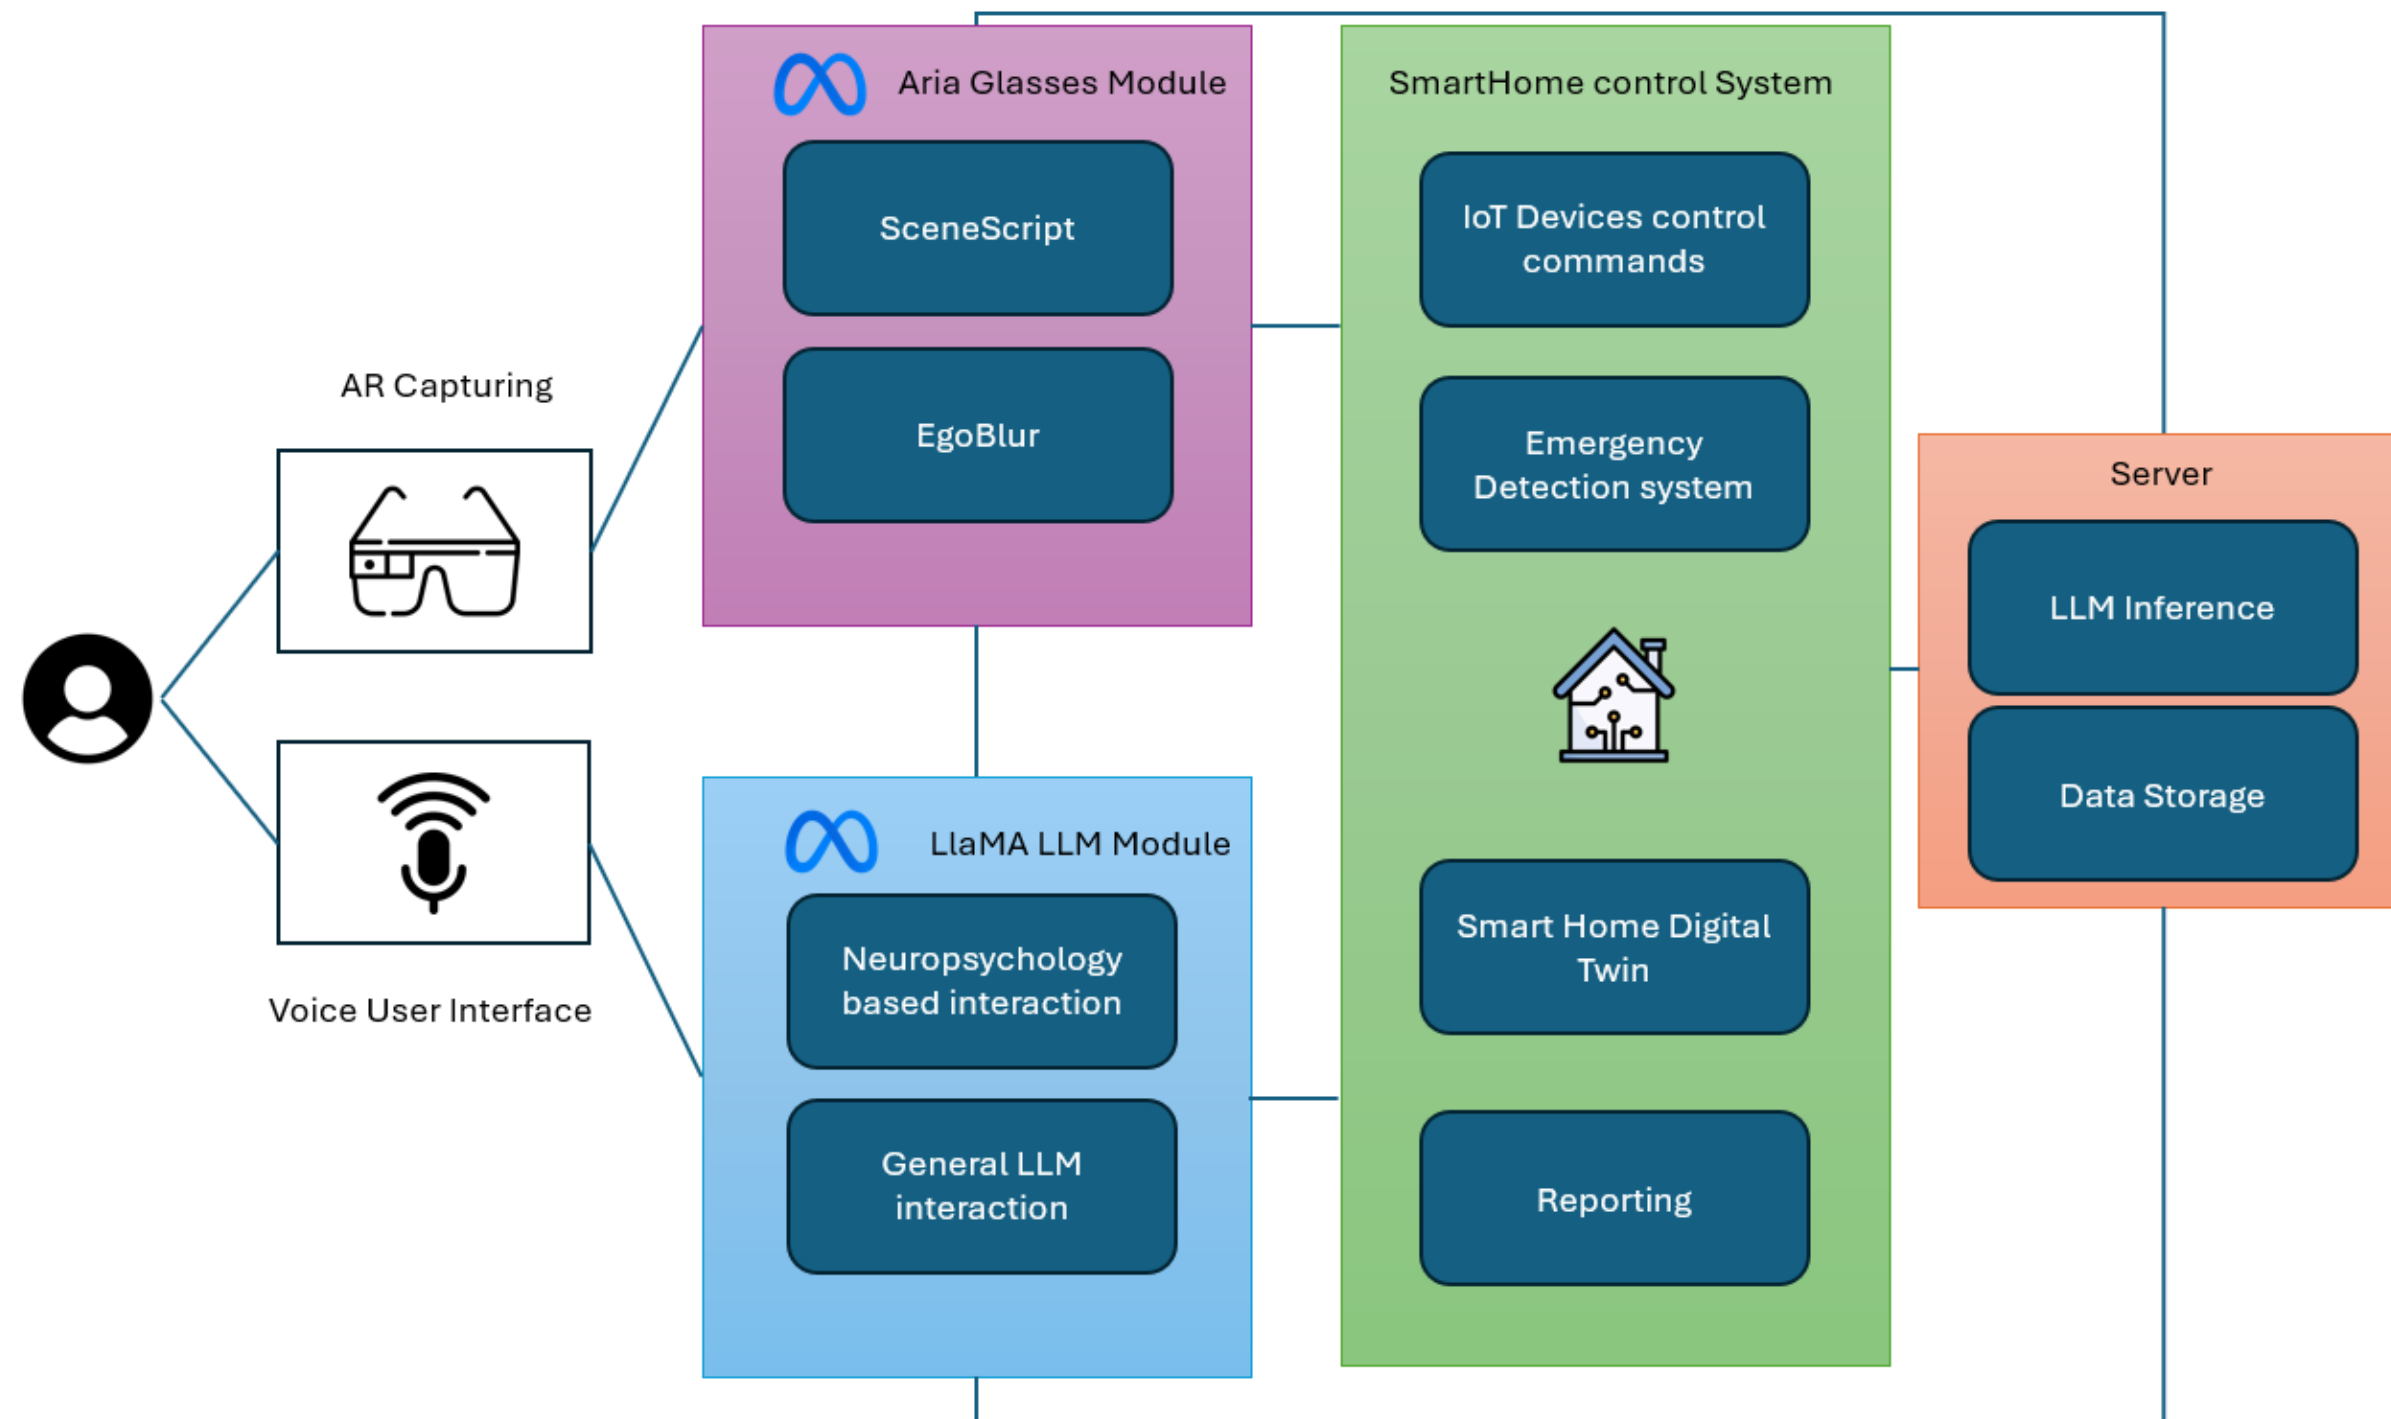 AR Capturing
Voice User Interface
Aria Glasses Module
SceneScript
EgoBlur
LlaMA LLM Module
Neuropsychology
based interaction
General LLM
interaction
SmartHome control System
IoT Devices control
commands
Emergency
Detection system
Smart Home Digital
Twin
Reporting
Server
LLM Inference
Data Storage